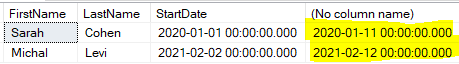 FirstName LastName StartDate (No column name)
Sarah Cohen 2020-01-01 00:00:00.000 2020-01-11 00:00:00.000
Michal Levi 2021-02-02 00:00:00.000 2021-02-12 00:00:00.000